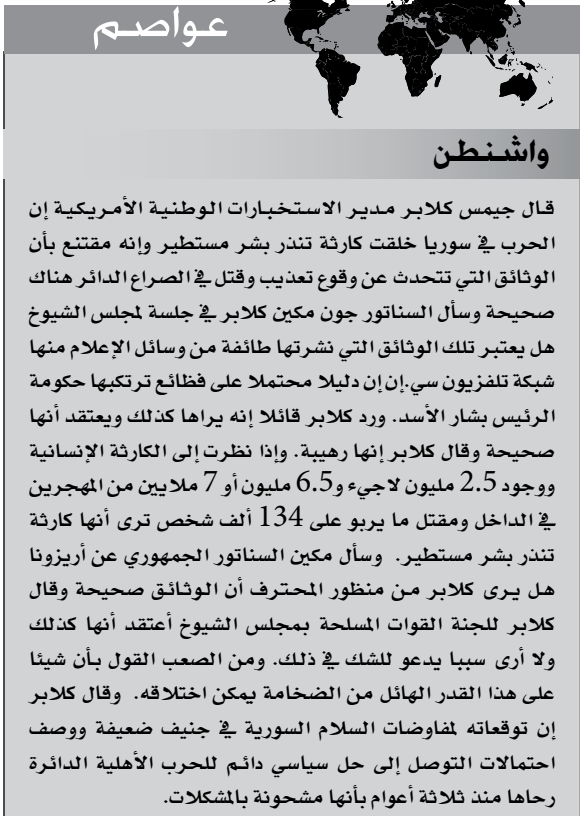 عواصم
واشنطن
قال جيمس كلابر مدير الاستخبارات الوطنية الأمريكية إن
الحرب في سوريا خلقت كارثة تنذر بشر مستطير وإنه مقتنع بأن
الوثائق التي تتحدث عن وقوع تعذيب وقتل في الصراع الدائر هناك
صحيحة وسأل السناتور جون مكين كلابر في جلسة لمجلس الشيوخ
هل يعتبر تلك الوثائق التي نشرتها طائفة من وسائل الإعلام منها
شبكة تلفزيون سي.إن إن دليلا محتملا على فظائع ترتكبها حكومة
الرئيس بشار الأسد. ورد كلابر قائلا إنه يراها كذلك ويعتقد أنها
صحيحة وقال كلابر إنها رهيبة. وإذا نظرت إلى الكارثة الإنسانية
ووجود 2.5 مليون لاجيء و6.5 مليون أو 7 ملايين من المهجرين
في الداخل ومقتل ما يربو على 134 ألف شخص ترى أنها كارثة
تنذر بشر مستطير. وسأل مكين السناتور الجمهوري عن أريزونا
هل يرى كلابر من منظور المحترف أن الوثائق صحيحة وقال
كلابر للجنة القوات المسلحة بمجلس الشيوخ أعتقد أنها كذلك
ولا أرى سببا يدعو للشك في ذلك. ومن الصعب القول بأن شيئا
على هذا القدر الهائل من الضخامة يمكن اختلاقه. وقال كلابر
إن توقعاته لمفاوضات السلام السورية في جنيف ضعيفة ووصف
احتمالات التوصل إلى حل سياسي دائم للحرب الأهلية الدائرة
رحاها منذ ثلاثة أعوام بأنها مشحونة بالمشكلات.